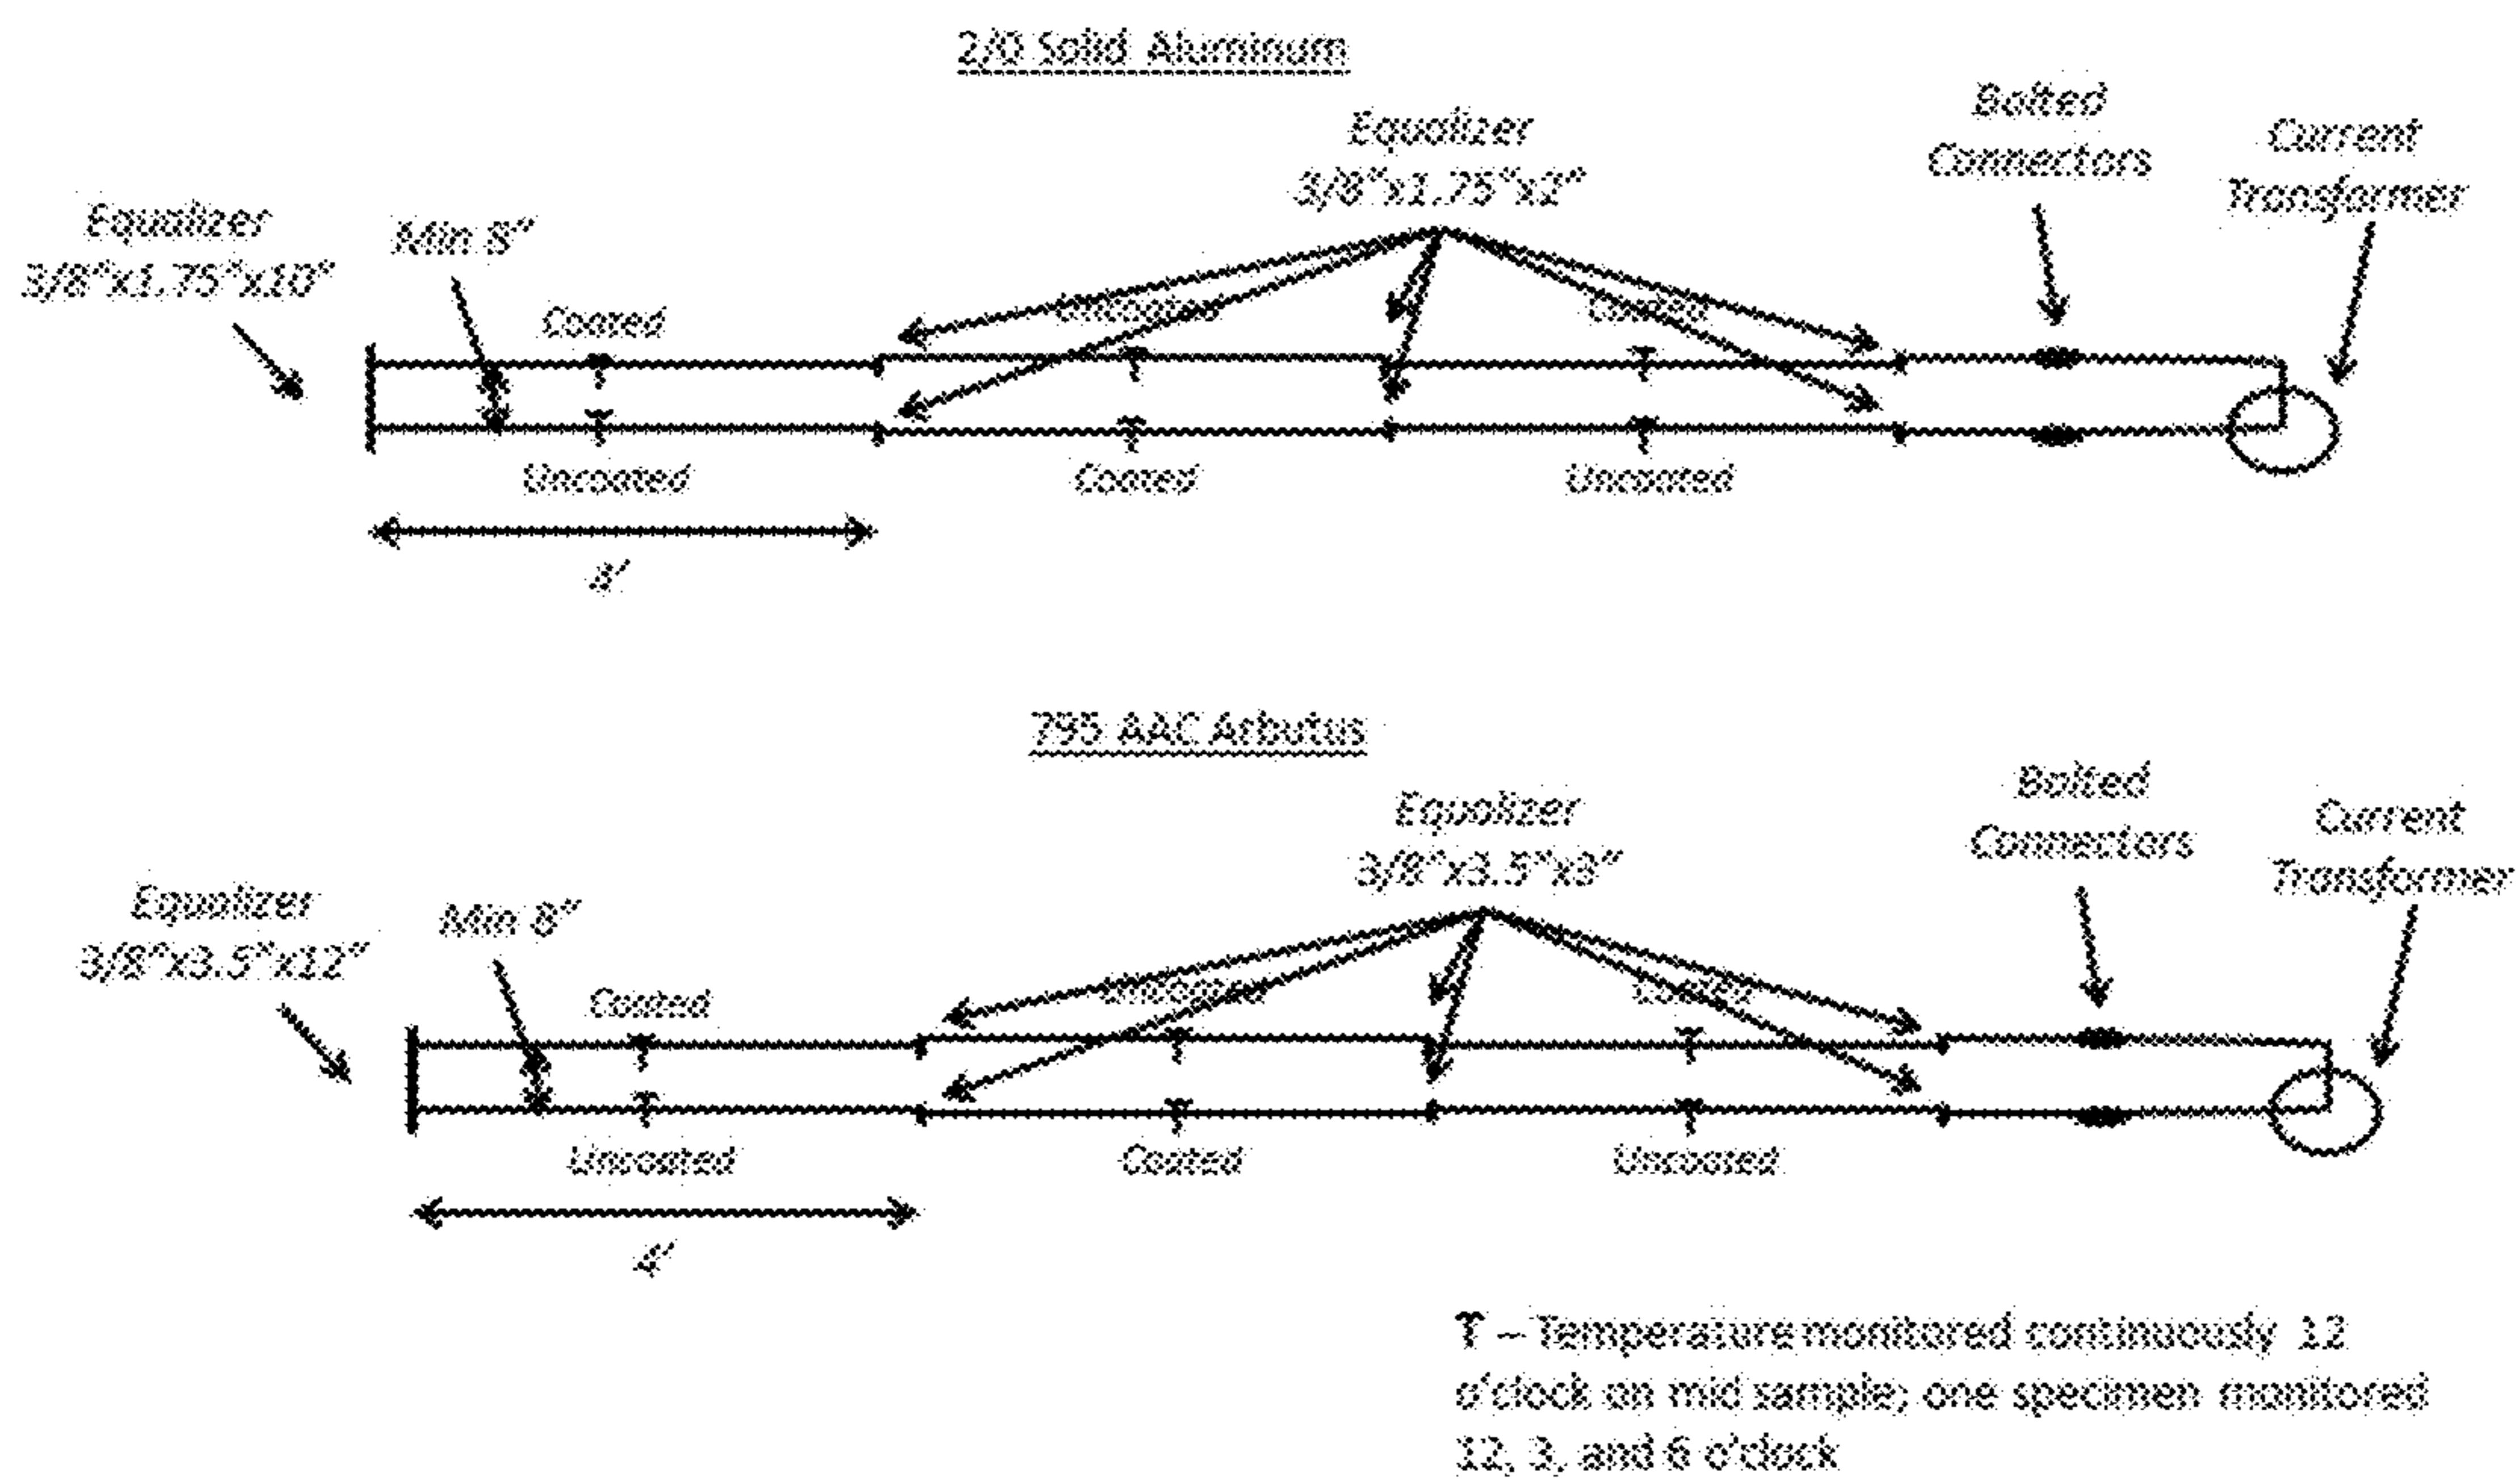 2/0 Solid Aluminum
Equalizer
3/8"x1.75"x10"
Min 8"
Equalizer
3/8"x1.75"x2"
Bolted
Connectors
Current
Transformer
Coated
Uncoated
Coated
Uncoated
Coated
Uncoated
4'
795 AAC Arbutus
Equalizer
3/8"x3.5"x12"
Min 8"
Equalizer
3/8"x3.5"x3"
Bolted
Connectors
Current
Transformer
Coated
Uncoated
Coated
Uncoated
Coated
Uncoated
4'
T – Temperature monitored continuously 12
o'clock on mid sample; one specimen monitored
12, 3, and 6 o'clock